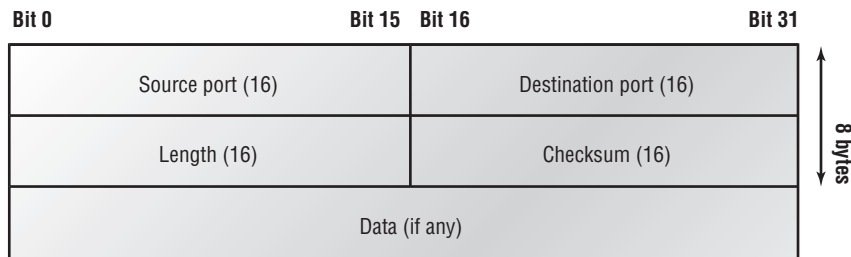 Bit 0 Bit 15 Bit 16 Bit 31
Source port (16) Destination port (16)
Length (16) Checksum (16)
8 bytes
Data (if any)